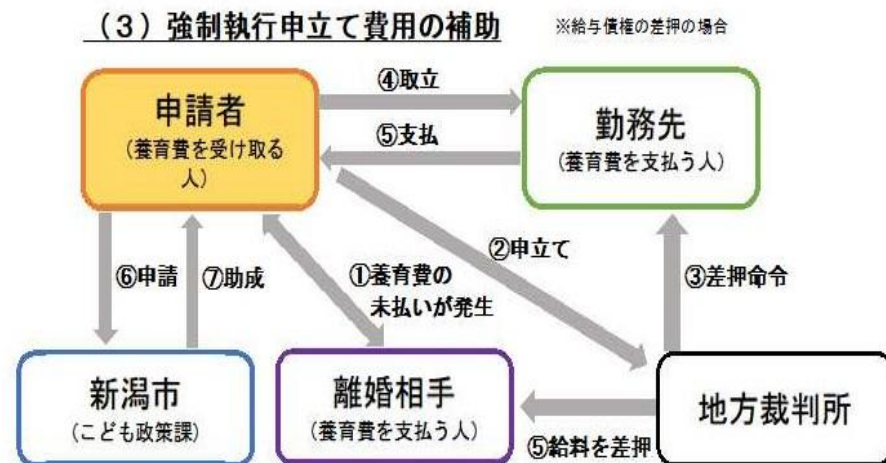 （３）強制執行申立て費用の補助
※給与債権の差押の場合
④取立
申請者
(養育費を受け取る
人)
⑤支払
勤務先
(養育費を支払う人)
②申立て
⑥申請
⑦助成
①養育費の
未払いが発生
③差押命令
新潟市
(こども政策課)
離婚相手
(養育費を支払う人)
地方裁判所
⑤給料を差押